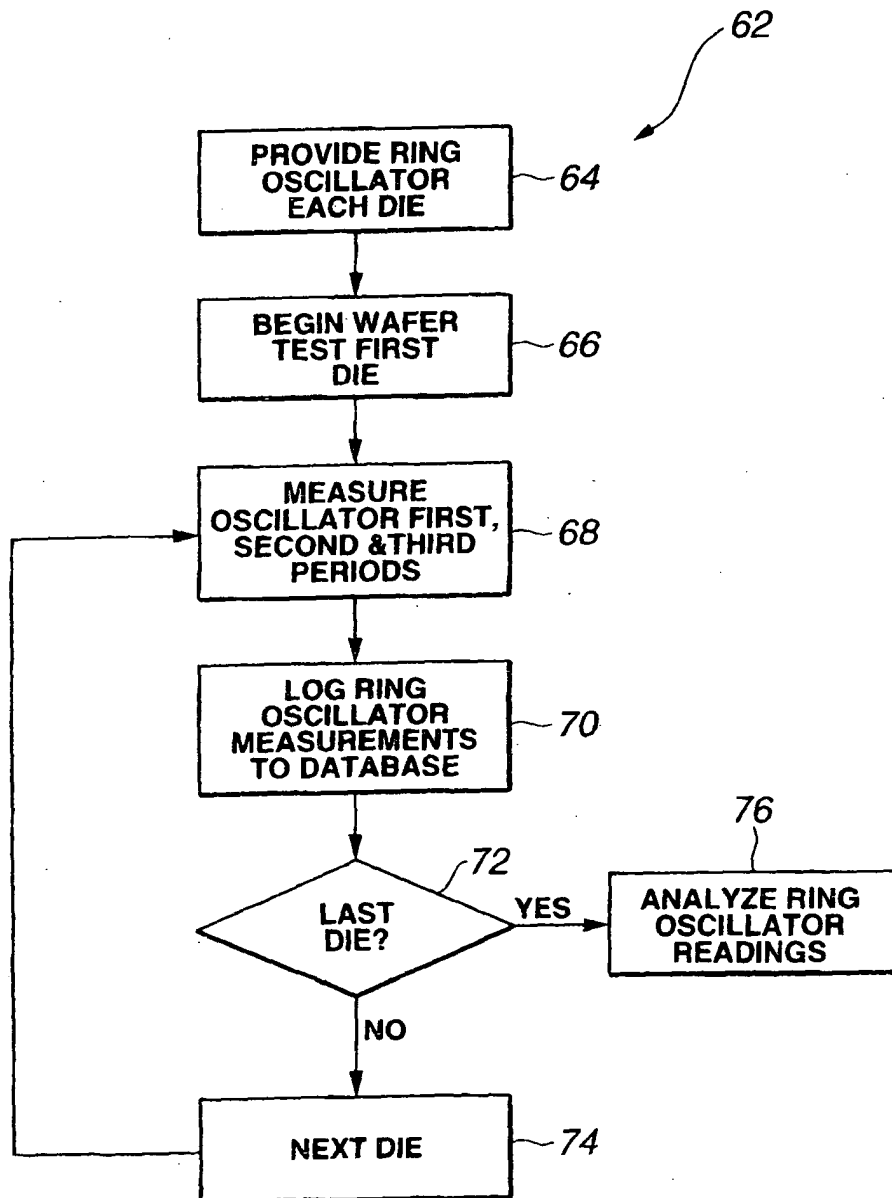 62
PROVIDE RING
OSCILLATOR
EACH DIE
64
BEGIN WAFER
TEST FIRST
DIE
66
MEASURE
OSCILLATOR FIRST,
SECOND &THIRD
PERIODS
68
LOG RING
OSCILLATOR
MEASUREMENTS
TO DATABASE
70
72
LAST
DIE?
YES
76
ANALYZE RING
OSCILLATOR
READINGS
NO
NEXT DIE
74